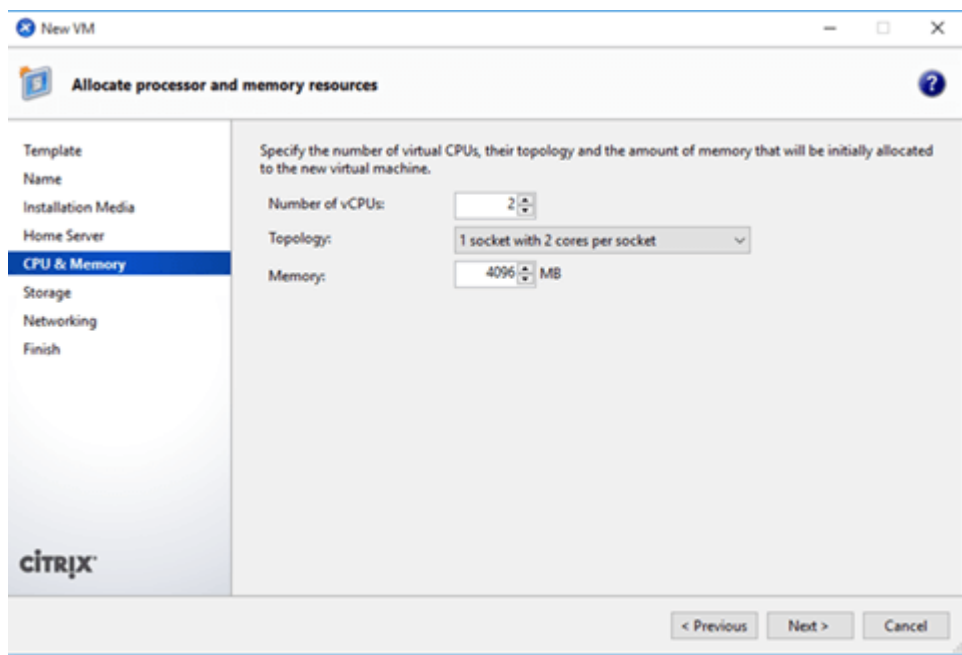 New VM
Allocate processor and memory resources
?
Template
Name
Installation Media
Home Server
CPU & Memory
Storage
Networking
Finish
CİTRIX
Specify the number of virtual CPUs, their topology and the amount of memory that will be initially allocated
to the new virtual machine.
Number of vCPUs: 2
Topology: 1 socket with 2 cores per socket
Memory: 4096 MB
< Previous Next > Cancel